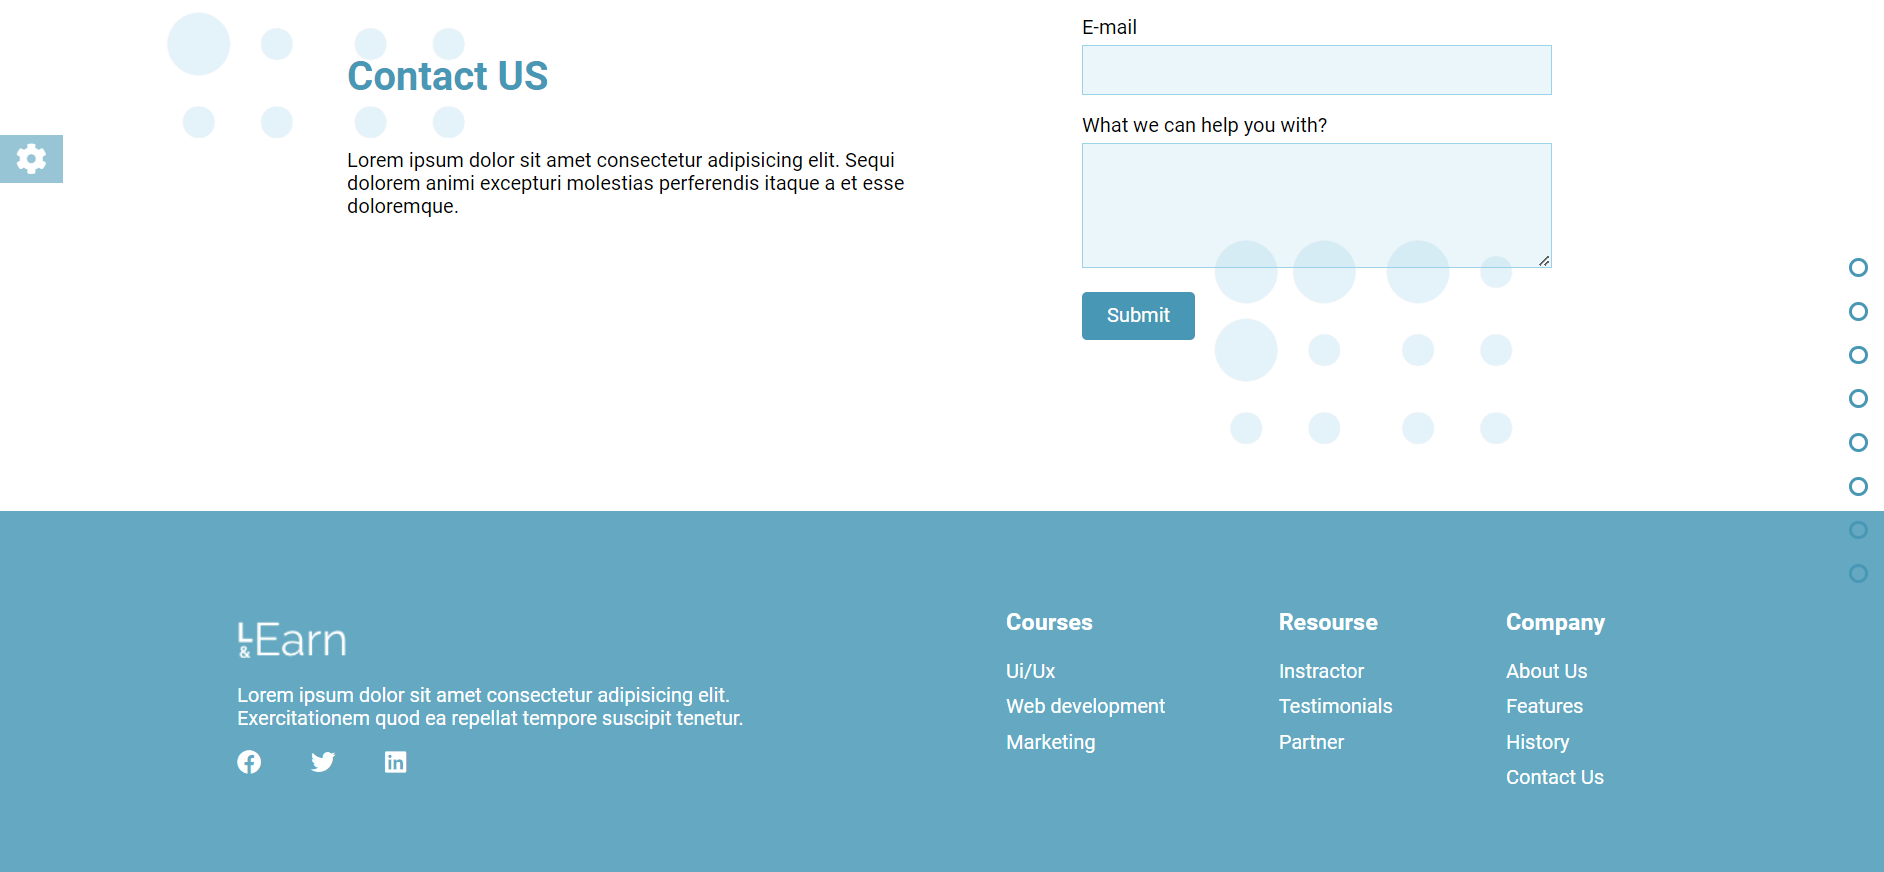 Contact US
Lorem ipsum dolor sit amet consectetur adipisicing elit. Sequi
dolorem animi excepturi molestias perferendis itaque a et esse
doloremque.
E-mail
What we can help you with?
Submit
L&Earn
Lorem ipsum dolor sit amet consectetur adipisicing elit.
Exercitationem quod ea repellat tempore suscipit tenetur.
Courses
Ui/Ux
Web development
Marketing
Resourse
Instractor
Testimonials
Partner
Company
About Us
Features
History
Contact Us